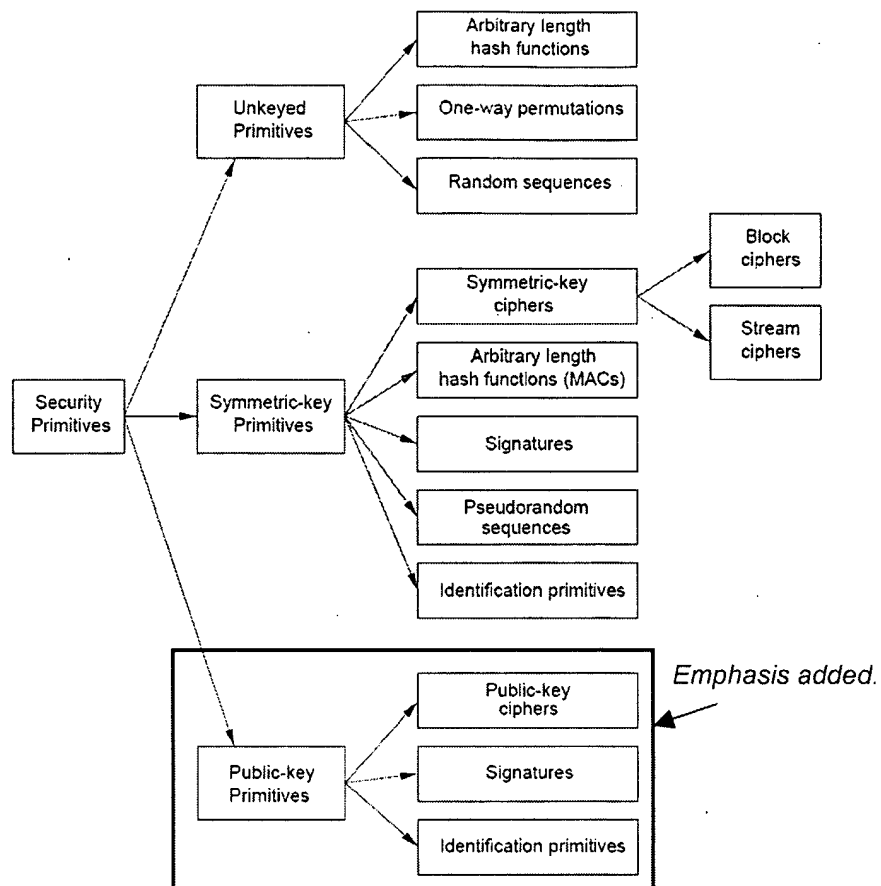 Arbitrary length
hash functions
Unkeyed
Primitives
One-way permutations
Random sequences
Block
ciphers
Symmetric-key
ciphers
Stream
ciphers
Arbitrary length
hash functions (MACs)
Security
Primitives
Symmetric-key
Primitives
Signatures
Pseudorandom
sequences
Identification primitives
Emphasis added.
Public-key
ciphers
Public-key
Primitives
Signatures
Identification primitives